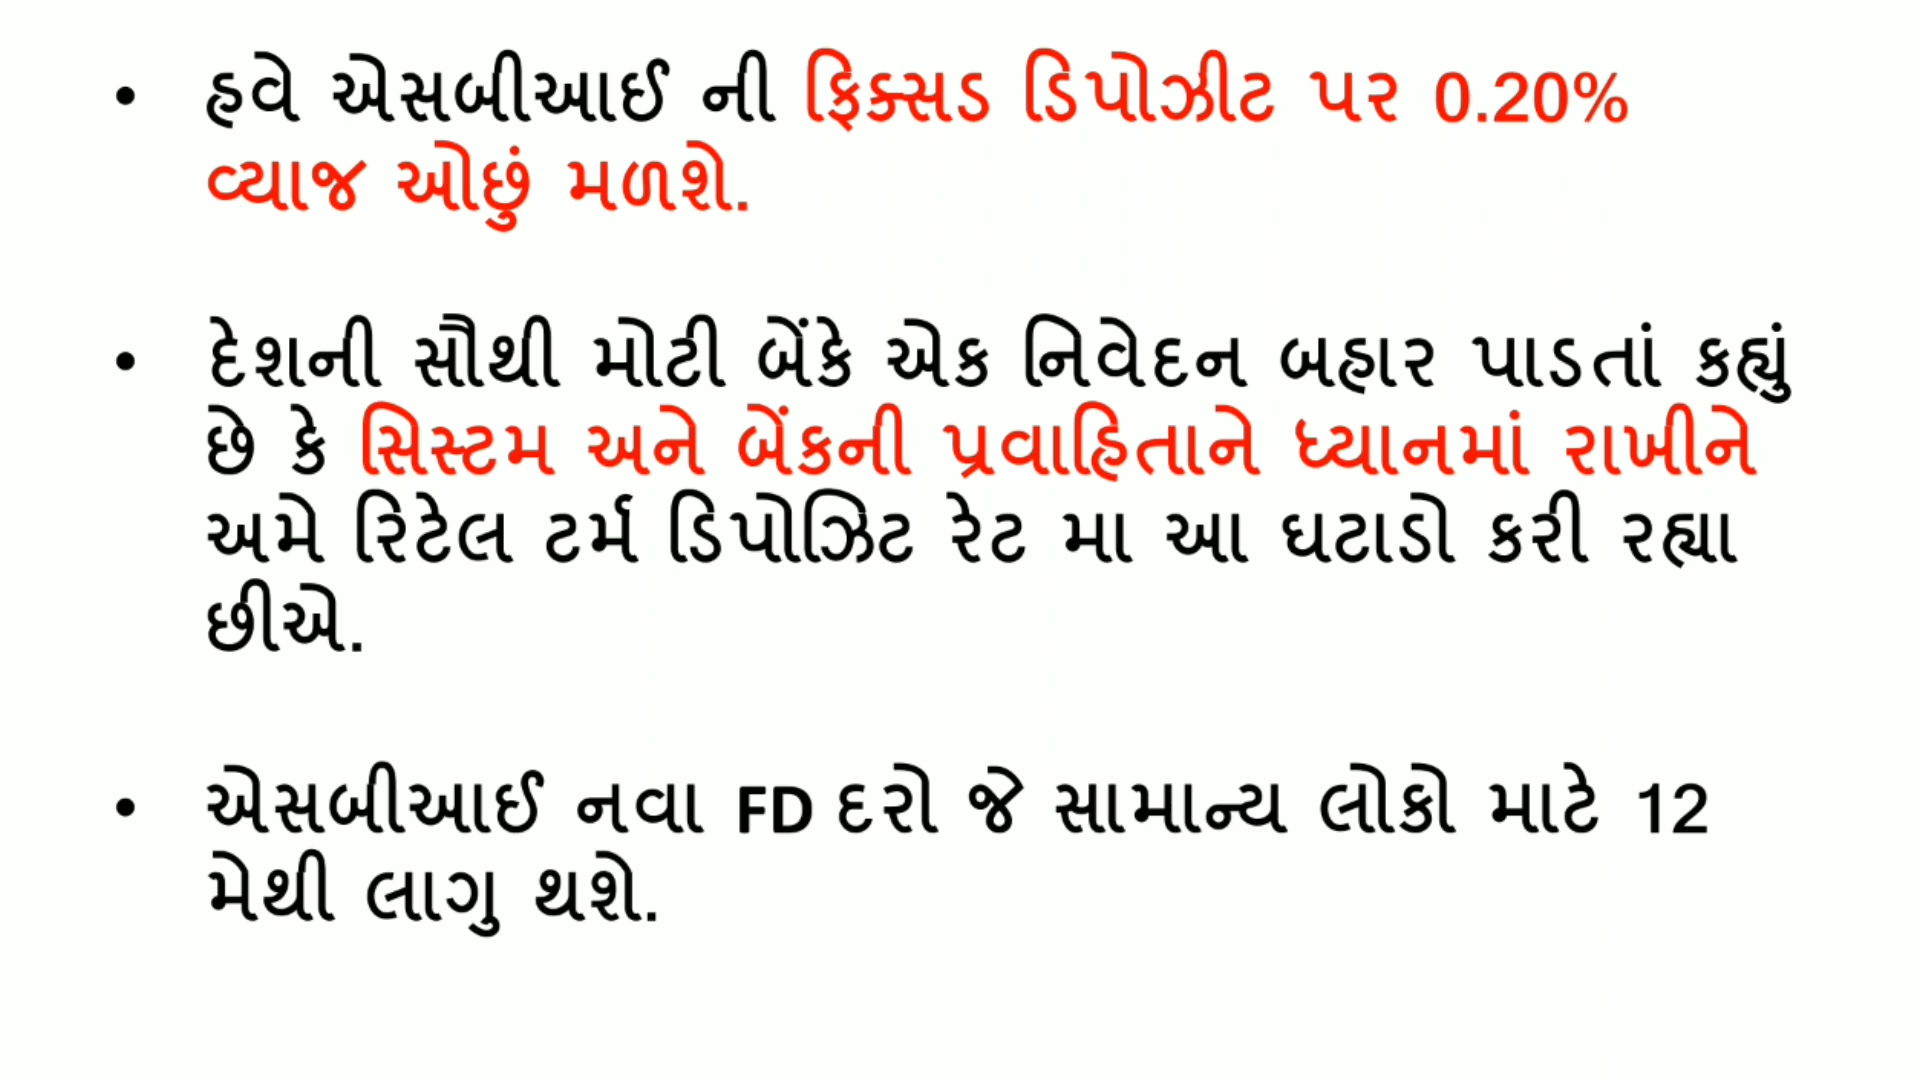 • હવે એસબીઆઈ ની ફિક્સડ ડિપોઝીટ પર 0.20%
વ્યાજ ઓછું મળશે.
• દેશની સૌથી મોટી બેંકે એક નિવેદન બહાર પાડતાં કહ્યું
છે કે સિસ્ટમ અને બેંકની પ્રવાહિતાને ધ્યાનમાં રાખીને
અમે રિટેલ ટર્મ ડિપોઝિટ રેટ મા આ ઘટાડો કરી રહ્યા
છીએ.
• એસબીઆઈ નવા FD દરો જે સામાન્ય લોકો માટે 12
મેથી લાગુ થશે.